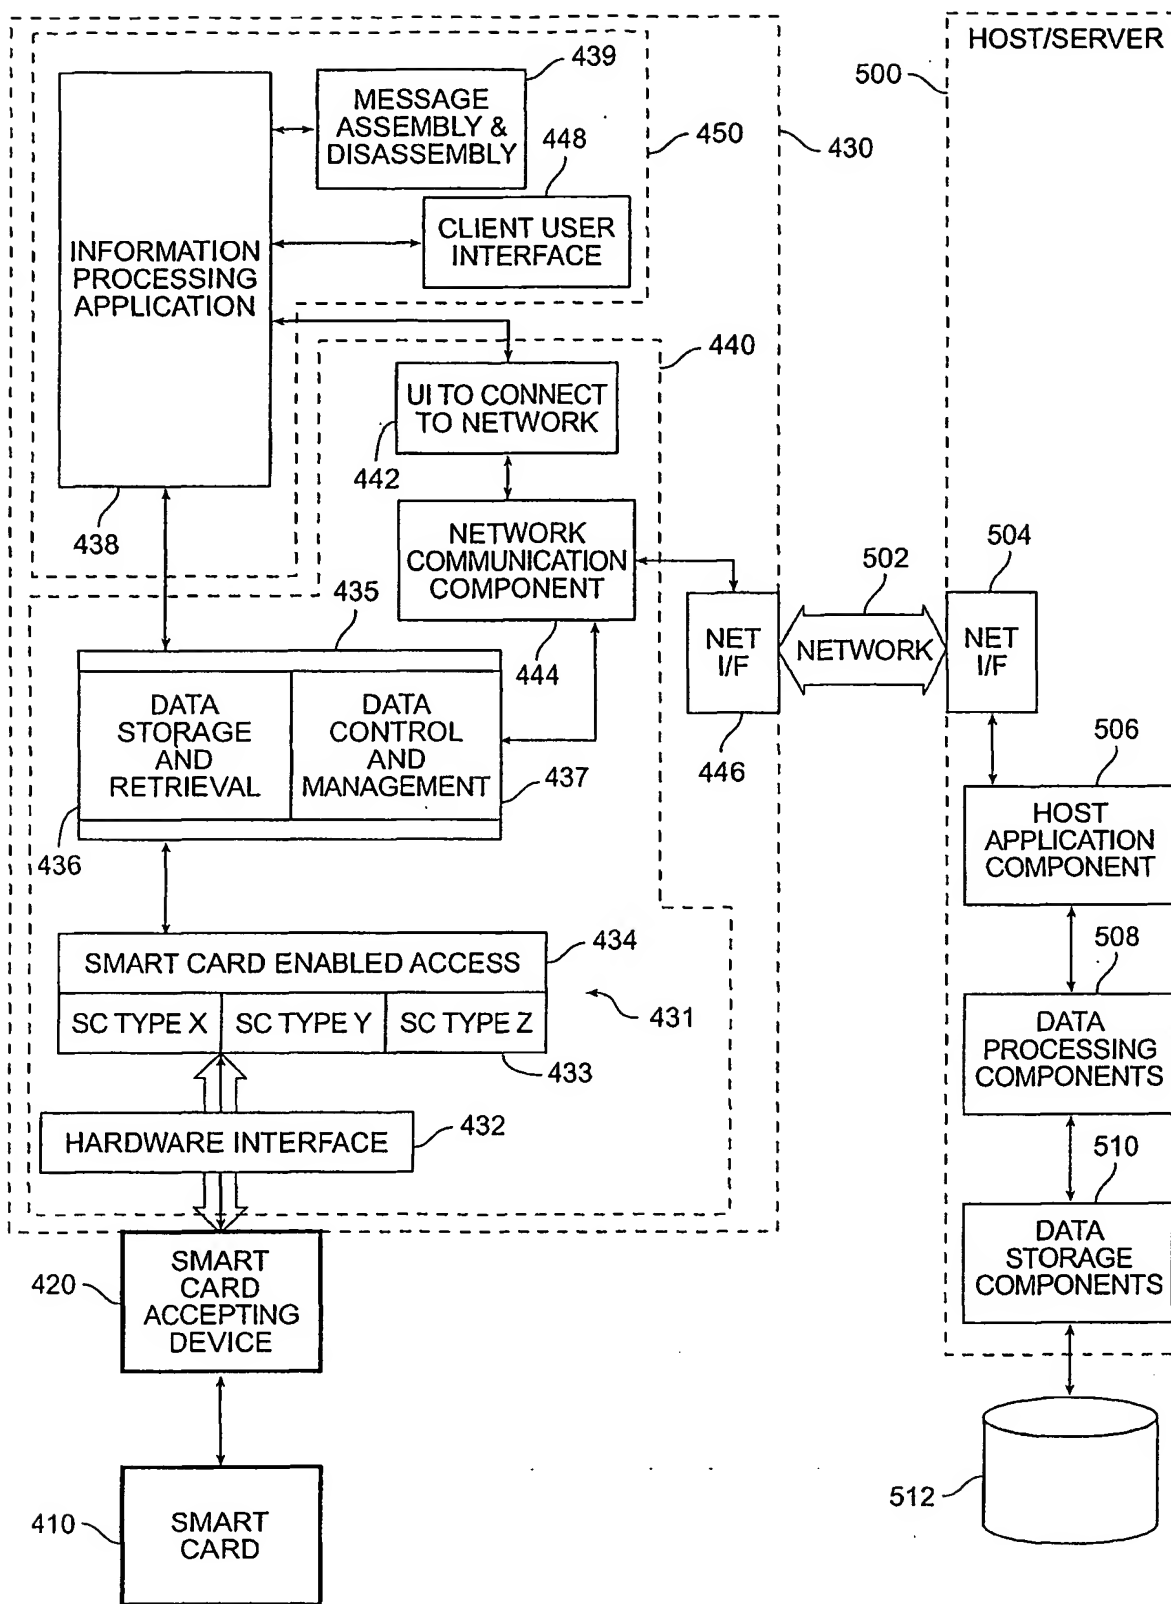 HOST/SERVER
500
439
MESSAGE
ASSEMBLY &
DISASSEMBLY
450
430
448
CLIENT USER
INTERFACE
INFORMATION
PROCESSING
APPLICATION
438
440
UI TO CONNECT
TO NETWORK
442
NETWORK
COMMUNICATION
COMPONENT
444
435
DATA
STORAGE
AND
RETRIEVAL
DATA
CONTROL
AND
MANAGEMENT
436
437
NET
I/F
446
502
NETWORK
504
NET
I/F
506
HOST
APPLICATION
COMPONENT
434
SMART CARD ENABLED ACCESS
SC TYPE X
SC TYPE Y
SC TYPE Z
431
433
508
DATA
PROCESSING
COMPONENTS
HARDWARE INTERFACE
432
510
DATA
STORAGE
COMPONENTS
420
SMART
CARD
ACCEPTING
DEVICE
512
410
SMART
CARD